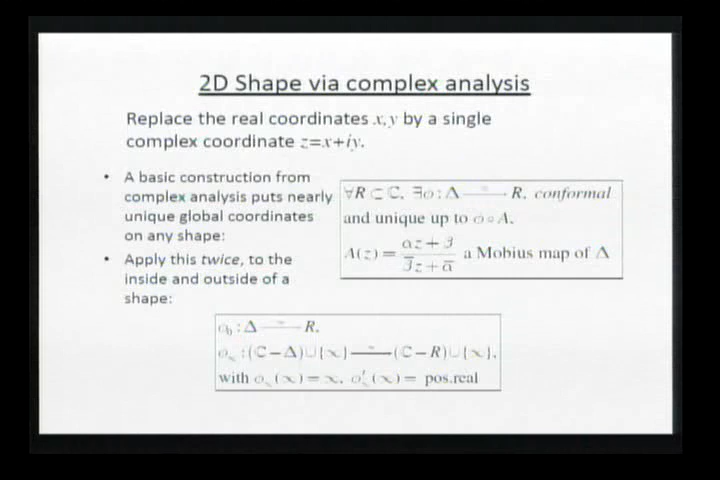 2D Shape via complex analysis
Replace the real coordinates x,y by a single
complex coordinate z=x+iy.
• A basic construction from
complex analysis puts nearly
unique global coordinates
on any shape:
• Apply this twice, to the
inside and outside of a
shape:
∀R ⊂ ℂ, ∃φ : Δ ⟶ R, conformal
and unique up to φ∘A.
A(z) = (αz+β)/(β̅z+α̅) a Mobius map of Δ
: Δ ⟶ R,
: (ℂ−Δ)∪{∞} ⟶ (ℂ−R)∪{∞},
with φ∞(∞) = ∞, φ′∞(∞) = pos.real